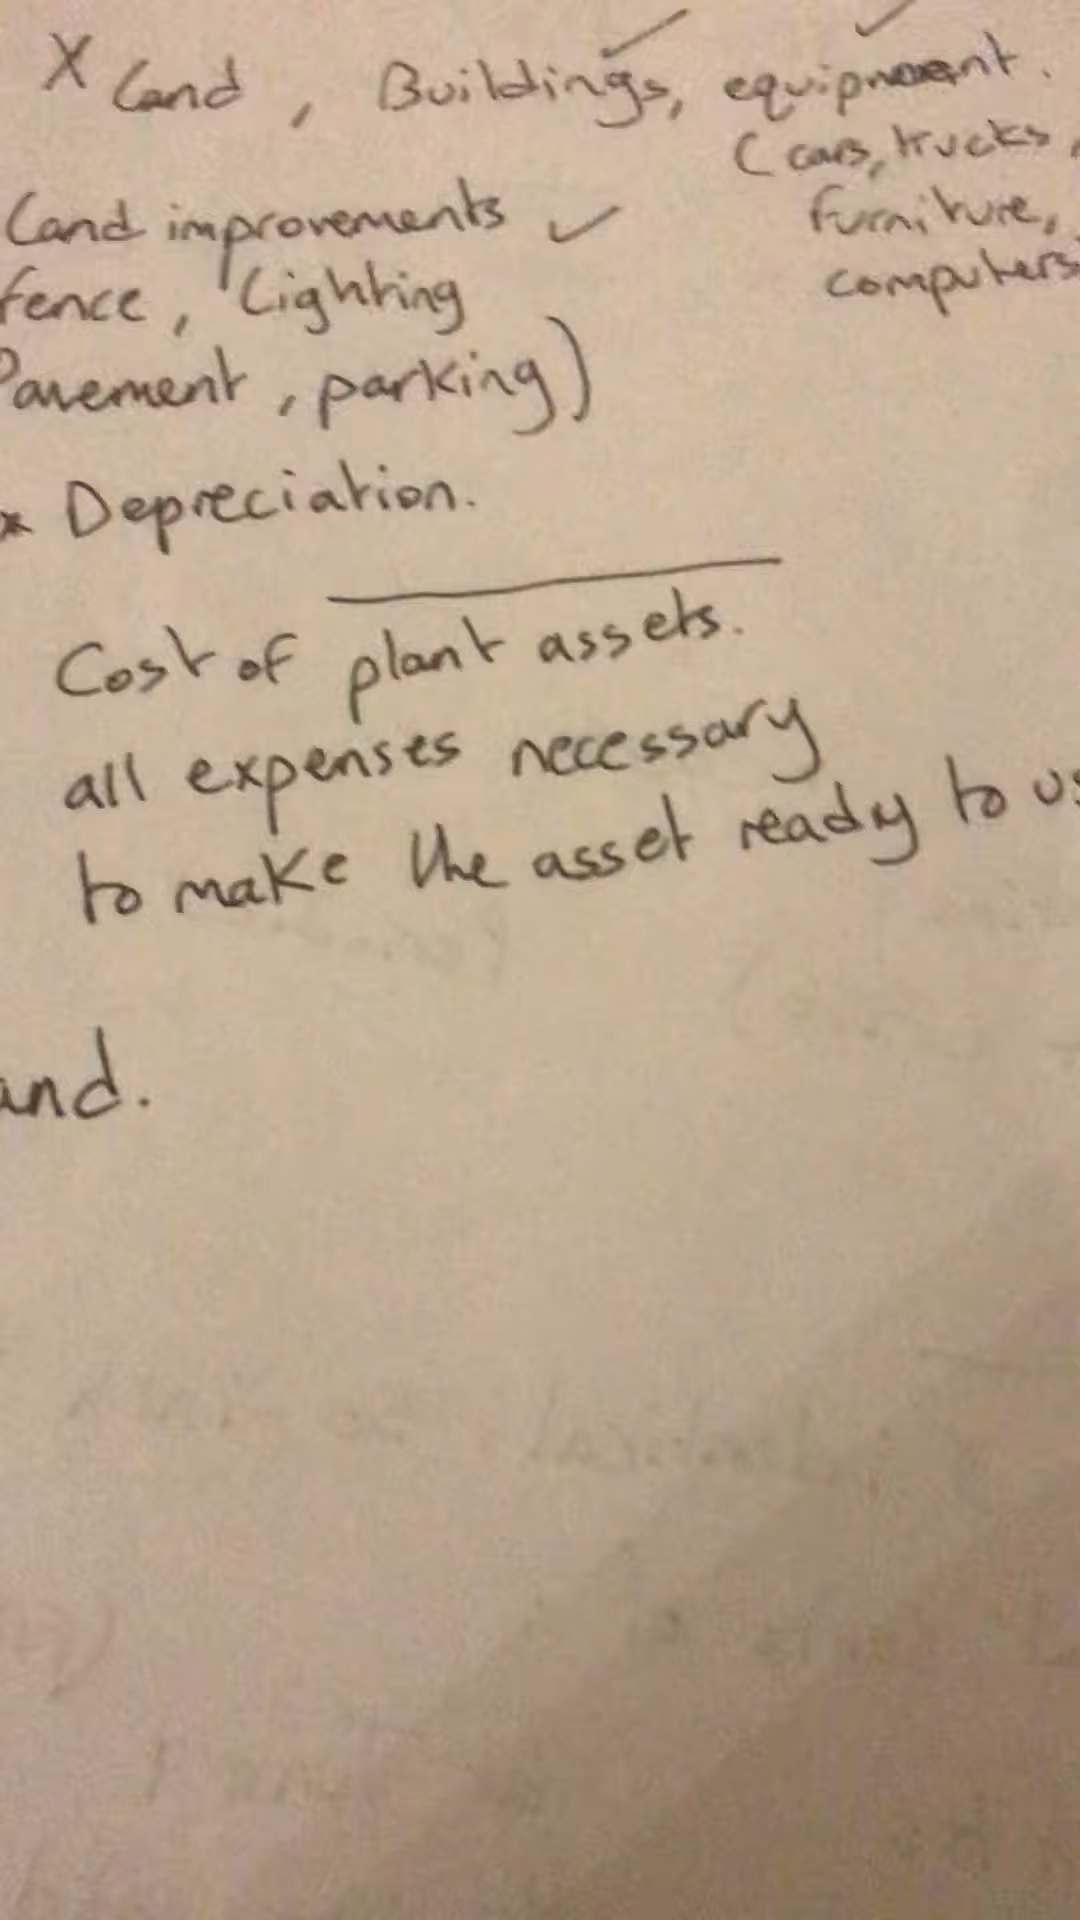 X Land, Buildings, equipment.
(cars, trucks,
Land improvements ✓
furniture,
fence, Lighting
computers
Pavement, parking)
* Depreciation.
Cost of plant assets.
all expenses necessary
to make the asset ready to us
and.